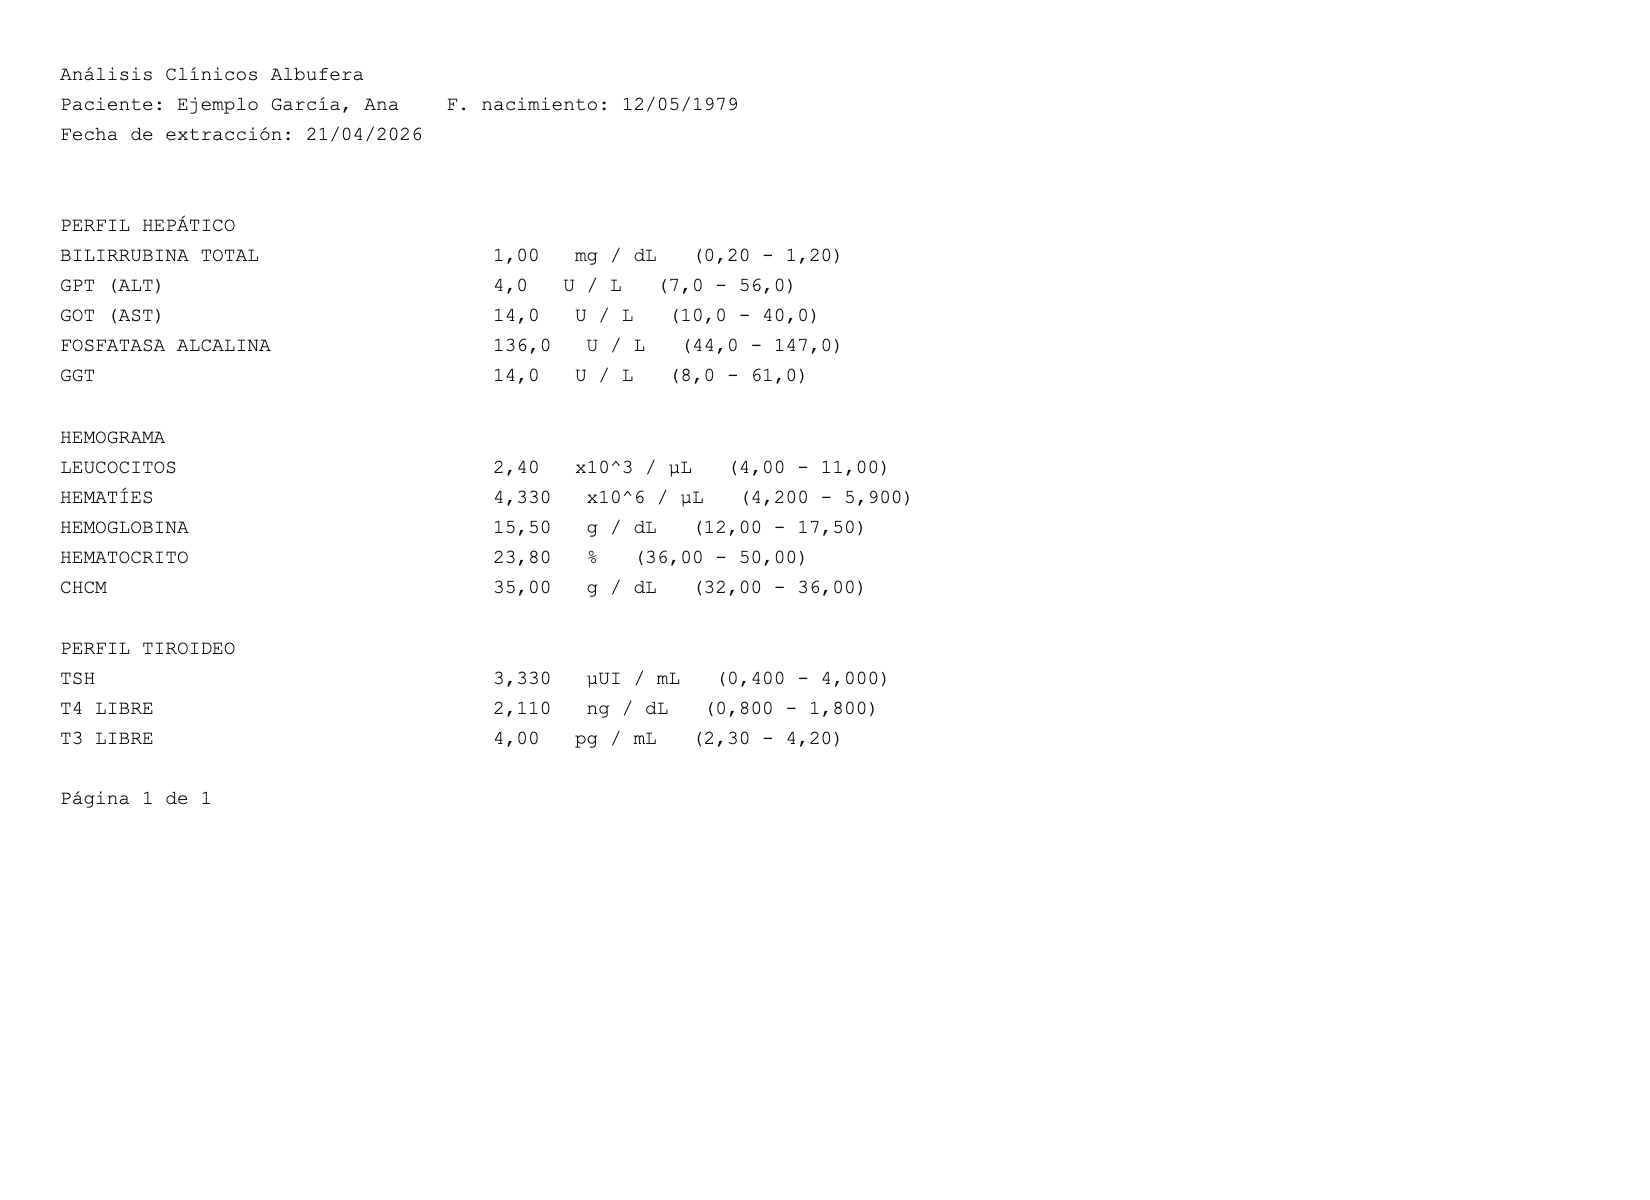 Análisis Clínicos Albufera
Paciente: Ejemplo García, Ana    F. nacimiento: 12/05/1979
Fecha de extracción: 21/04/2026
PERFIL HEPÁTICO
BILIRRUBINA TOTAL    1,00   mg / dL   (0,20 - 1,20)
GPT (ALT)    4,0   U / L   (7,0 - 56,0)
GOT (AST)    14,0   U / L   (10,0 - 40,0)
FOSFATASA ALCALINA    136,0   U / L   (44,0 - 147,0)
GGT    14,0   U / L   (8,0 - 61,0)
HEMOGRAMA
LEUCOCITOS    2,40   x10^3 / µL   (4,00 - 11,00)
HEMATÍES    4,330   x10^6 / µL   (4,200 - 5,900)
HEMOGLOBINA    15,50   g / dL   (12,00 - 17,50)
HEMATOCRITO    23,80   %   (36,00 - 50,00)
CHCM    35,00   g / dL   (32,00 - 36,00)
PERFIL TIROIDEO
TSH    3,330   µUI / mL   (0,400 - 4,000)
T4 LIBRE    2,110   ng / dL   (0,800 - 1,800)
T3 LIBRE    4,00   pg / mL   (2,30 - 4,20)
Página 1 de 1